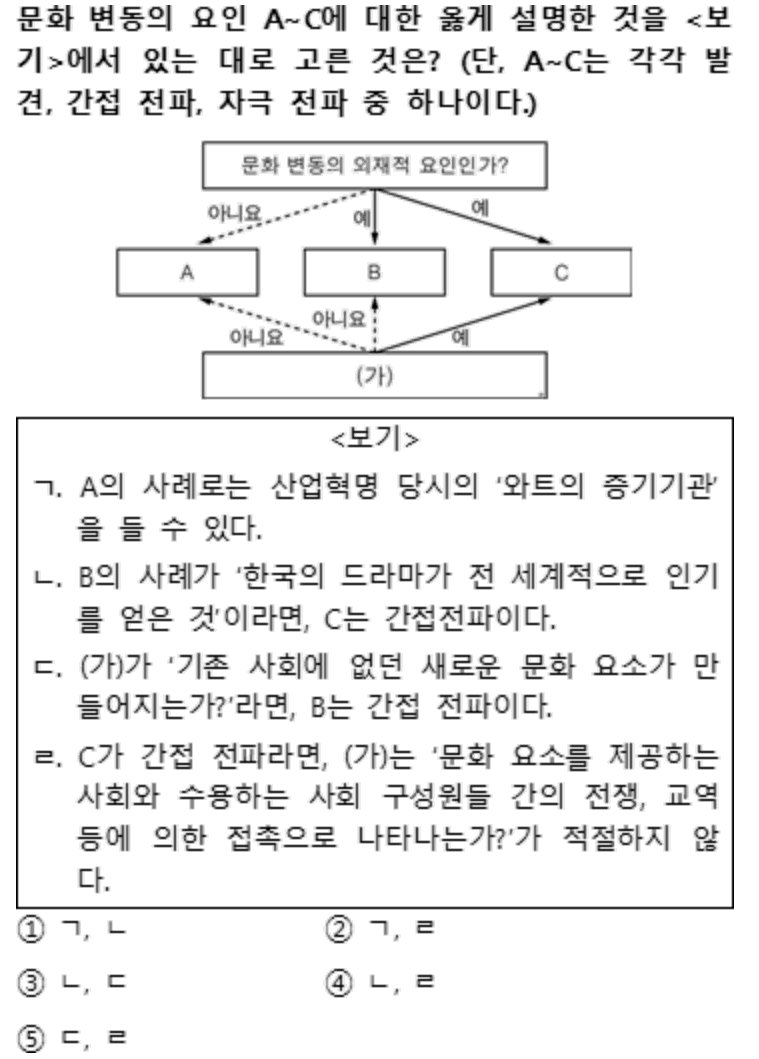 문화 변동의 요인 A~C에 대한 옳게 설명한 것을 <보
기>에서 있는 대로 고른 것은? (단, A~C는 각각 발
견, 간접 전파, 자극 전파 중 하나이다.)
문화 변동의 외재적 요인인가?
아니요 예 예
A B C
아니요 아니요 예
(가)
<보기>
ㄱ. A의 사례로는 산업혁명 당시의 '와트의 증기기관'
을 들 수 있다.
ㄴ. B의 사례가 '한국의 드라마가 전 세계적으로 인기
를 얻은 것'이라면, C는 간접전파이다.
ㄷ. (가)가 '기존 사회에 없던 새로운 문화 요소가 만
들어지는가?'라면, B는 간접 전파이다.
ㄹ. C가 간접 전파라면, (가)는 '문화 요소를 제공하는
사회와 수용하는 사회 구성원들 간의 전쟁, 교역
등에 의한 접촉으로 나타나는가?'가 적절하지 않
다.
① ㄱ, ㄴ ② ㄱ, ㄹ
③ ㄴ, ㄷ ④ ㄴ, ㄹ
⑤ ㄷ, ㄹ